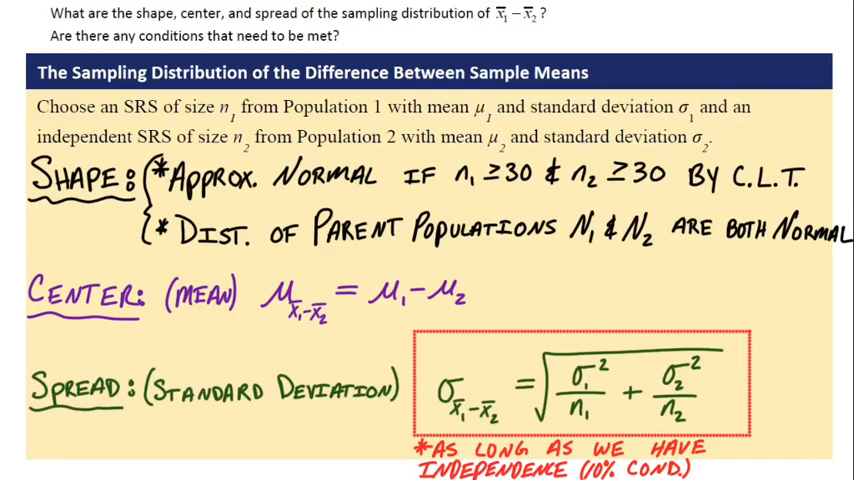 What are the shape, center, and spread of the sampling distribution of x̄₁ − x̄₂ ?
Are there any conditions that need to be met?
The Sampling Distribution of the Difference Between Sample Means
Choose an SRS of size n₁ from Population 1 with mean μ₁ and standard deviation σ₁ and an
independent SRS of size n₂ from Population 2 with mean μ₂ and standard deviation σ₂.
SHAPE: * APPROX. NORMAL IF n₁ ≥ 30 & n₂ ≥ 30 BY C.L.T.
* DIST. OF PARENT POPULATIONS N₁ & N₂ ARE BOTH NORMAL
CENTER: (MEAN) μ_x̄₁−x̄₂ = μ₁ − μ₂
SPREAD: (STANDARD DEVIATION) σ_x̄₁−x̄₂ = √(σ₁²/n₁ + σ₂²/n₂)
*AS LONG AS WE HAVE
INDEPENDENCE (10% COND.)